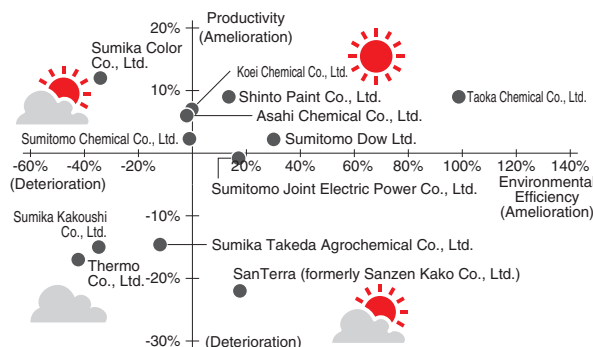 20%
Productivity
(Amelioration)
Sumika Color
Co., Ltd.
Koei Chemical Co., Ltd.
10%
Shinto Paint Co., Ltd.
Taoka Chemical Co., Ltd.
Asahi Chemical Co., Ltd.
Sumitomo Chemical Co., Ltd.
Sumitomo Dow Ltd.
-60%
-40%
-20%
0%
20%
40%
60%
80%
100%
120%
140%
(Deterioration)
Environmental
Efficiency
(Amelioration)
Sumitomo Joint Electric Power Co., Ltd.
-10%
Sumika Kakoushi
Co., Ltd.
Sumika Takeda Agrochemical Co., Ltd.
Thermo
Co., Ltd.
-20%
SanTerra (formerly Sanzen Kako Co., Ltd.)
-30%
(Deterioration)